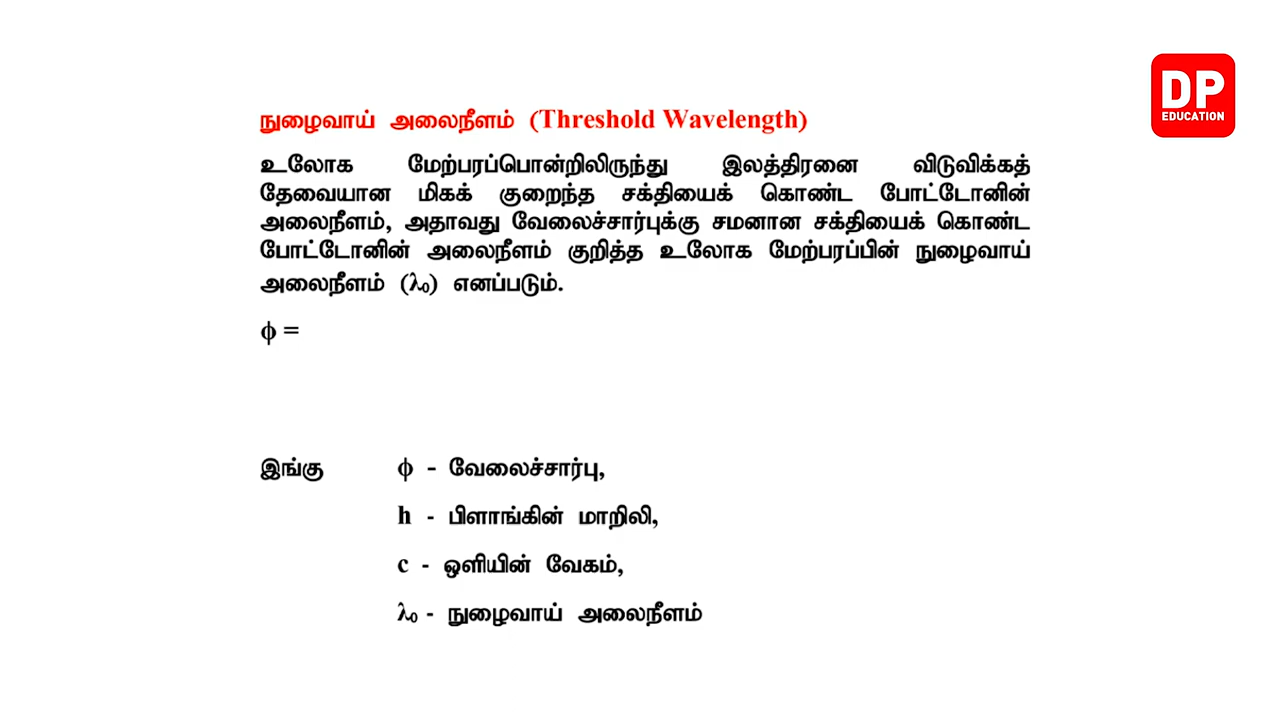 DP
EDUCATION
நுழைவாய் அலைநீளம் (Threshold Wavelength)
உலோக மேற்பரப்பொன்றிலிருந்து இலத்திரனை விடுவிக்கத்
தேவையான மிகக் குறைந்த சக்தியைக் கொண்ட போட்டோனின்
அலைநீளம், அதாவது வேலைச்சார்புக்கு சமனான சக்தியைக் கொண்ட
போட்டோனின் அலைநீளம் குறித்த உலோக மேற்பரப்பின் நுழைவாய்
அலைநீளம் (λ₀) எனப்படும்.
ϕ =
இங்கு ϕ - வேலைச்சார்பு,
h - பிளாங்கின் மாறிலி,
c - ஒளியின் வேகம்,
λ₀ - நுழைவாய் அலைநீளம்